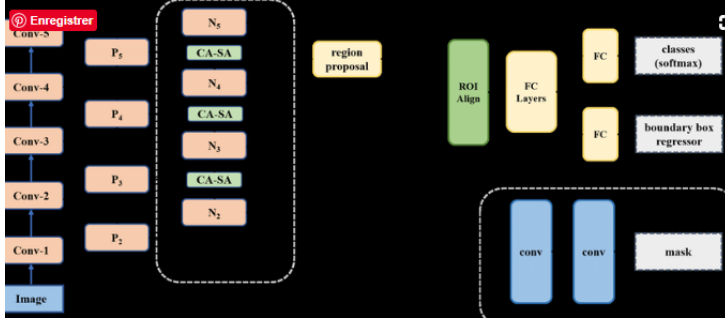 Enregistrer
Conv-5
Conv-4
Conv-3
Conv-2
Conv-1
Image
P5
P4
P3
P2
N5
CA-SA
N4
CA-SA
N3
CA-SA
N2
region
proposal
ROI
Align
FC
Layers
FC
classes
(softmax)
FC
boundary box
regressor
conv
conv
mask